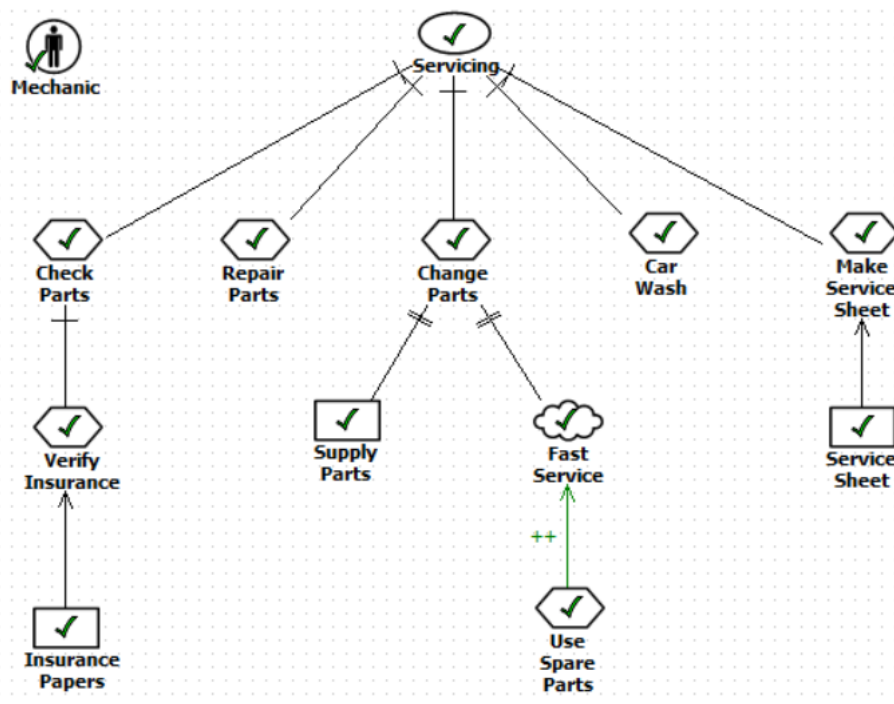 Mechanic
Servicing
Check
Parts
Repair
Parts
Change
Parts
Car
Wash
Make
Service
Sheet
Verify
Insurance
Supply
Parts
Fast
Service
Service
Sheet
++
Insurance
Papers
Use
Spare
Parts